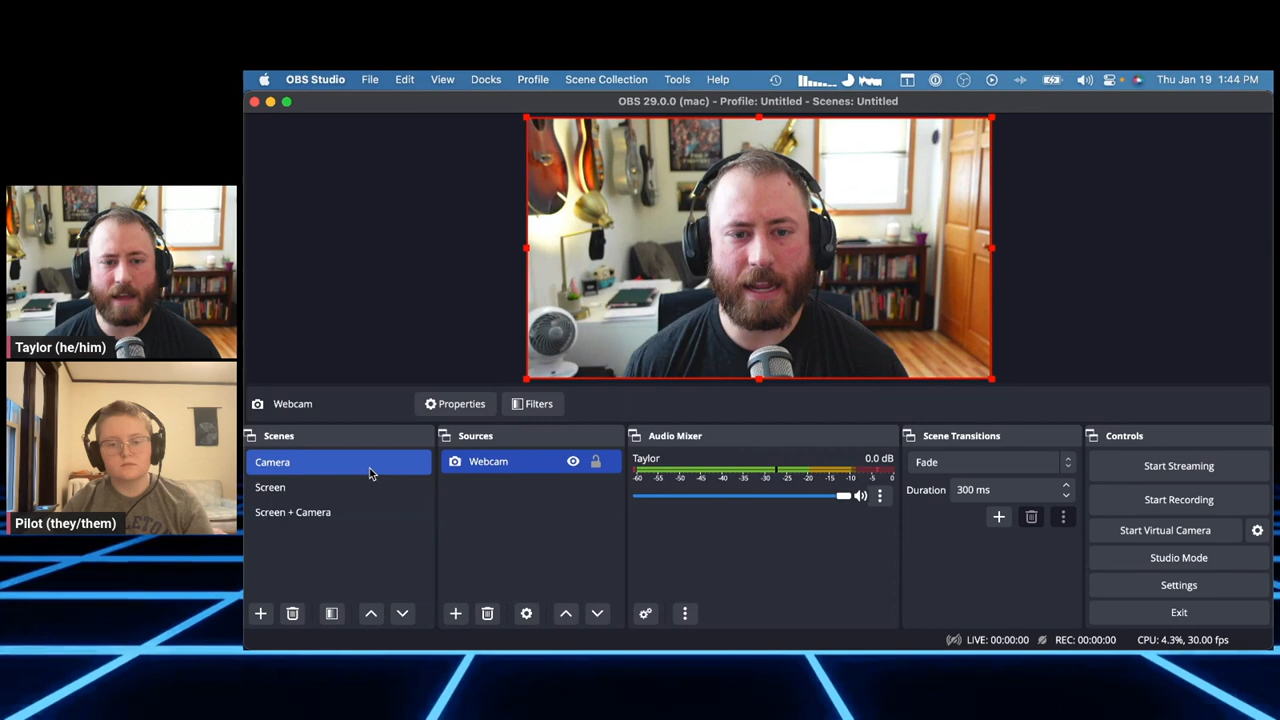 OBS Studio File Edit View Docks Profile Scene Collection Tools Help Thu Jan 19 1:44 PM
OBS 29.0.0 (mac) - Profile: Untitled - Scenes: Untitled
Taylor (he/him)
Pilot (they/them)
Webcam Properties Filters
Scenes
Camera
Screen
Screen + Camera
Sources
Webcam
Audio Mixer
Taylor 0.0 dB
-60 -55 -50 -45 -40 -35 -30 -25 -20 -15 -10 -5 0
Scene Transitions
Fade
Duration 300 ms
Controls
Start Streaming
Start Recording
Start Virtual Camera
Studio Mode
Settings
Exit
LIVE: 00:00:00 REC: 00:00:00 CPU: 4.3%, 30.00 fps